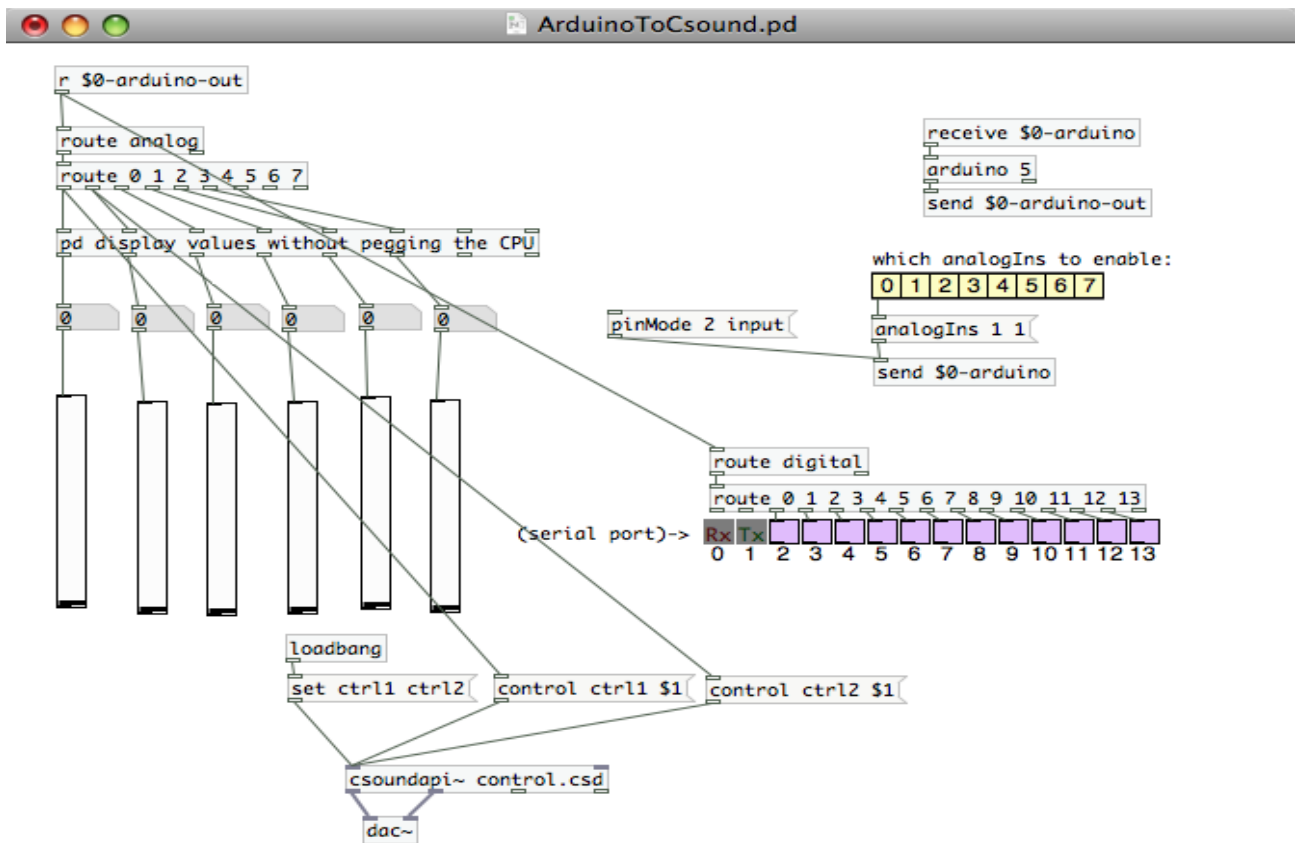 ArduinoToCsound.pd
r $0-arduino-out
route analog
route 0 1 2 3 4 5 6 7
pd display values without pegging the CPU
0 0 0 0 0 0
receive $0-arduino
arduino 5
send $0-arduino-out
which analogIns to enable:
0 1 2 3 4 5 6 7
pinMode 2 input
analogIns 1 1
send $0-arduino
route digital
route 0 1 2 3 4 5 6 7 8 9 10 11 12 13
(serial port)-> Rx Tx
0 1 2 3 4 5 6 7 8 9 10 11 12 13
loadbang
set ctrl1 ctrl2
control ctrl1 $1
control ctrl2 $1
csoundapi~ control.csd
dac~